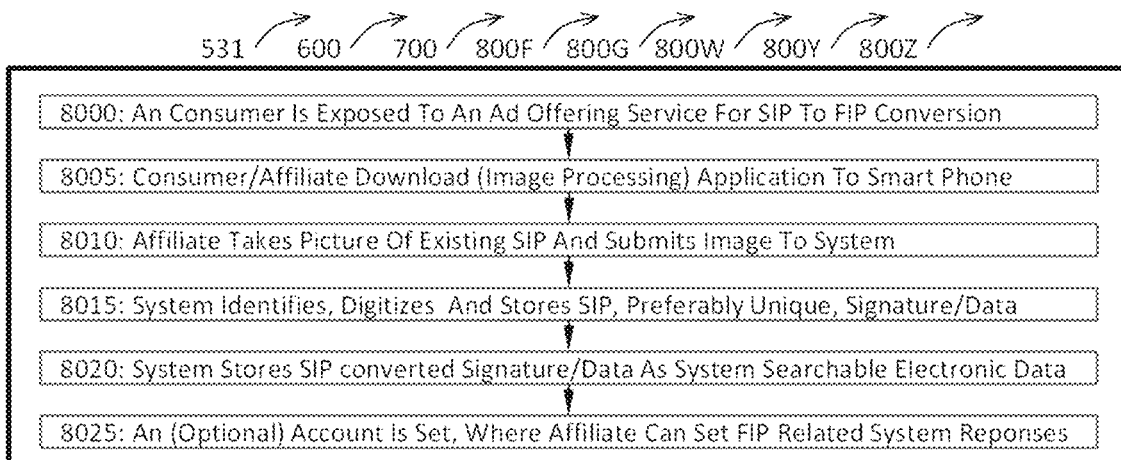 531 600 700 800F 800G 800W 800Y 800Z
8000: An Consumer Is Exposed To An Ad Offering Service For SIP To FIP Conversion
8005: Consumer/Affiliate Download (Image Processing) Application To Smart Phone
8010: Affiliate Takes Picture Of Existing SIP And Submits Image To System
8015: System Identifies, Digitizes And Stores SIP, Preferably Unique, Signature/Data
8020: System Stores SIP converted Signature/Data As System Searchable Electronic Data
8025: An (Optional) Account Is Set, Where Affiliate Can Set FIP Related System Reponses